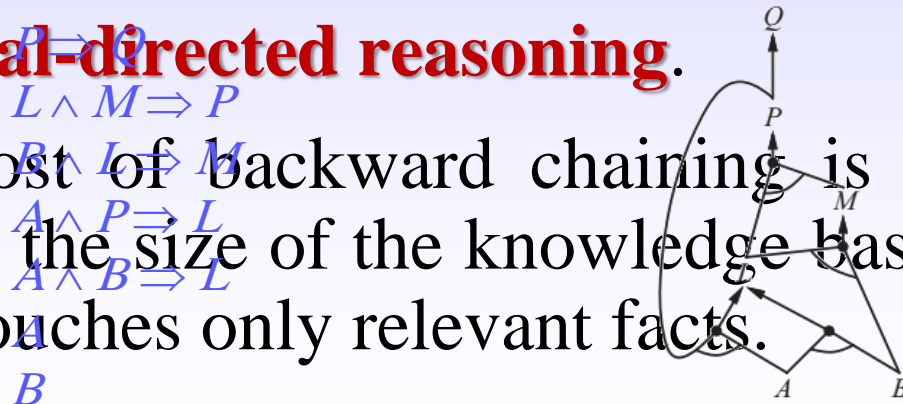 al-directed reasoning.
ost of backward chaining is
the size of the knowledge bas
ouches only relevant facts.
P ⇒ Q
L ∧ M ⇒ P
B ∧ L ⇒ M
A ∧ P ⇒ L
A ∧ B ⇒ L
A
B
Q
P
M
L
A
B